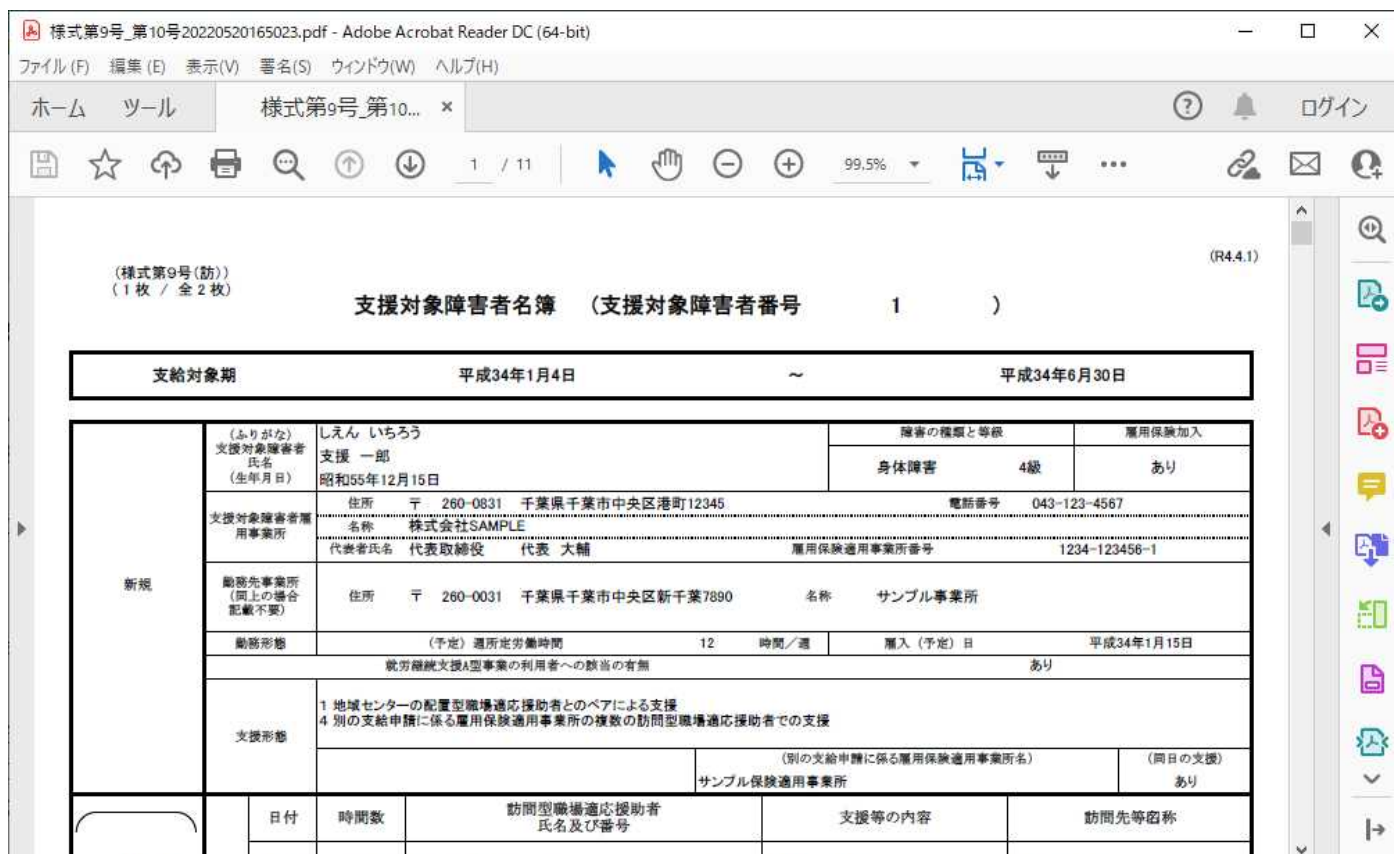 様式第9号_第10号20220520165023.pdf - Adobe Acrobat Reader DC (64-bit)
ファイル(F) 編集(E) 表示(V) 署名(S) ウィンドウ(W) ヘルプ(H)
ホーム ツール 様式第9号_第10... × ログイン
1 / 11 99.5%
(R4.4.1)
(様式第9号(訪))
(1枚 / 全2枚)
支援対象障害者名簿 (支援対象障害者番号 1 )
支給対象期 平成34年1月4日 ~ 平成34年6月30日
新規
(ふりがな)
支援対象障害者
氏名
(生年月日)
しえん いちろう
支援 一郎
昭和55年12月15日
障害の種類と等級 雇用保険加入
身体障害 4級 あり
支援対象障害者雇
用事業所
住所 〒 260-0831 千葉県千葉市中央区港町12345 電話番号 043-123-4567
名称 株式会社SAMPLE
代表者氏名 代表取締役 代表 大輔 雇用保険適用事業所番号 1234-123456-1
勤務先事業所
(同上の場合
記載不要)
住所 〒 260-0031 千葉県千葉市中央区新千葉7890 名称 サンプル事業所
勤務形態 (予定)週所定労働時間 12 時間/週 雇入(予定)日 平成34年1月15日
就労継続支援A型事業の利用者への該当の有無 あり
支援形態
1 地域センターの配置型職場適応援助者とのペアによる支援
4 別の支給申請に係る雇用保険適用事業所の複数の訪問型職場適応援助者での支援
(別の支給申請に係る雇用保険適用事業所名) (同日の支援)
サンプル保険適用事業所 あり
日付 時間数 訪問型職場適応援助者
氏名及び番号
支援等の内容 訪問先等名称